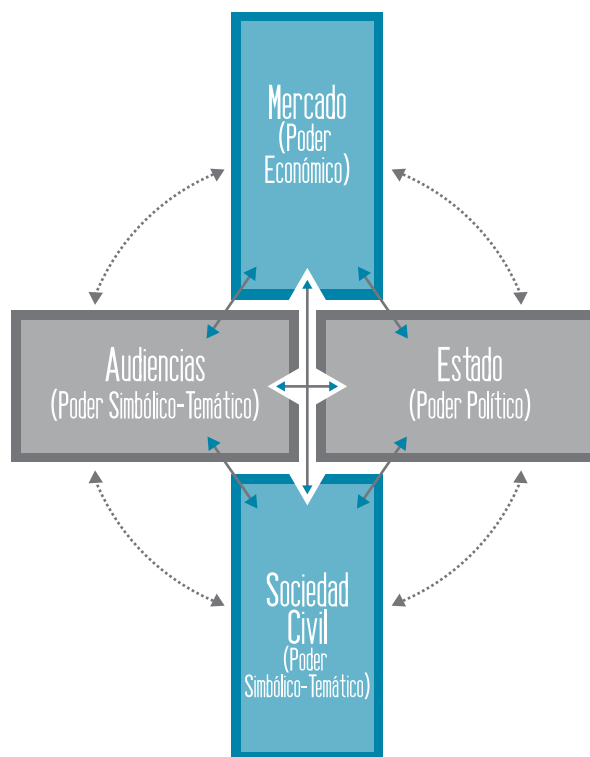 Mercado
(Poder
Económico)
Audiencias
(Poder Simbólico-Temático)
Estado
(Poder Político)
Sociedad
Civil
(Poder
Simbólico-Temático)